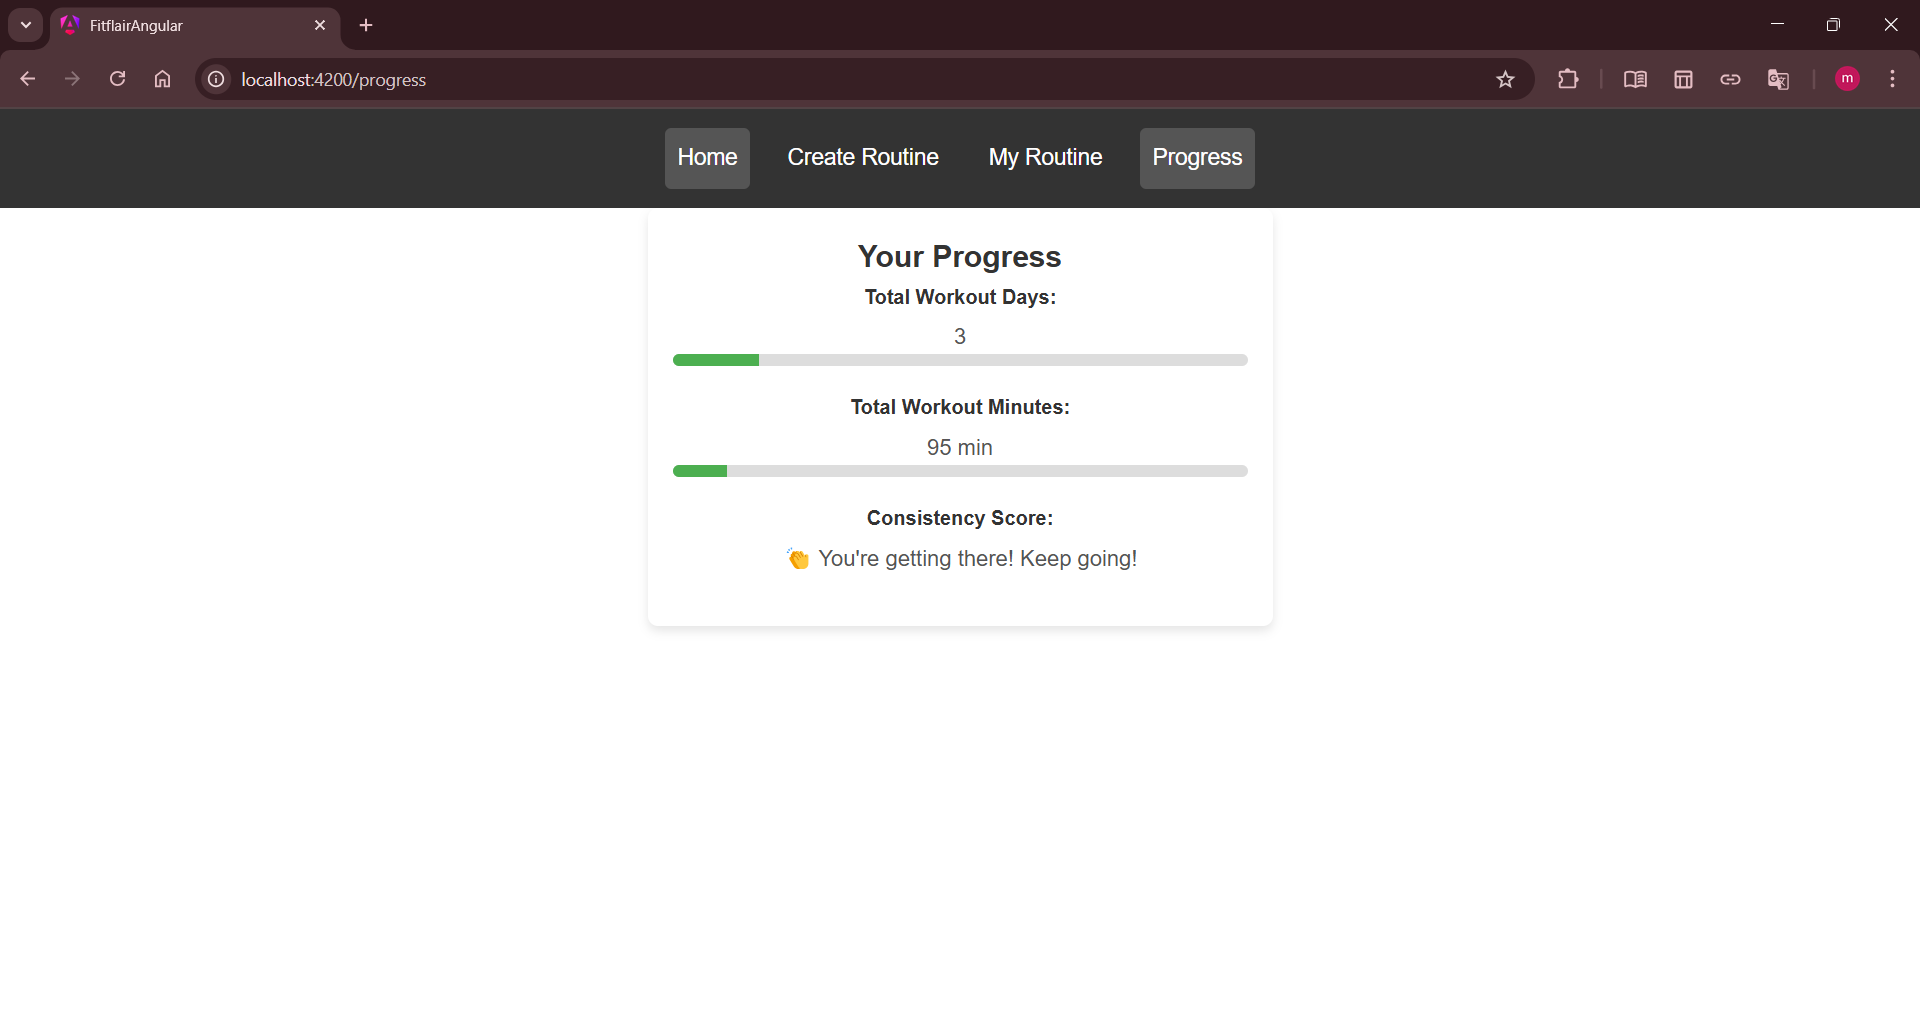 FitflairAngular
localhost:4200/progress
m
Home Create Routine My Routine Progress
Your Progress
Total Workout Days:
3
Total Workout Minutes:
95 min
Consistency Score:
👏 You're getting there! Keep going!